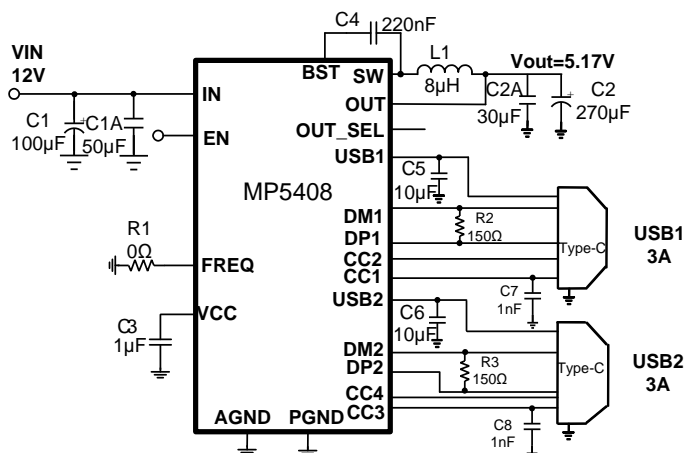 C4
220nF
VIN
12V
BST
SW
L1
8µH
Vout=5.17V
IN
OUT
C2A
30µF
C2
270µF
C1
100µF
C1A
50µF
EN
OUT_SEL
USB1
C5
10µF
MP5408
DM1
R2
150Ω
DP1
Type-C
USB1
3A
CC2
CC1
R1
0Ω
FREQ
C7
1nF
USB2
VCC
C6
10µF
C3
1µF
DM2
R3
150Ω
DP2
Type-C
USB2
3A
CC4
CC3
AGND
PGND
C8
1nF